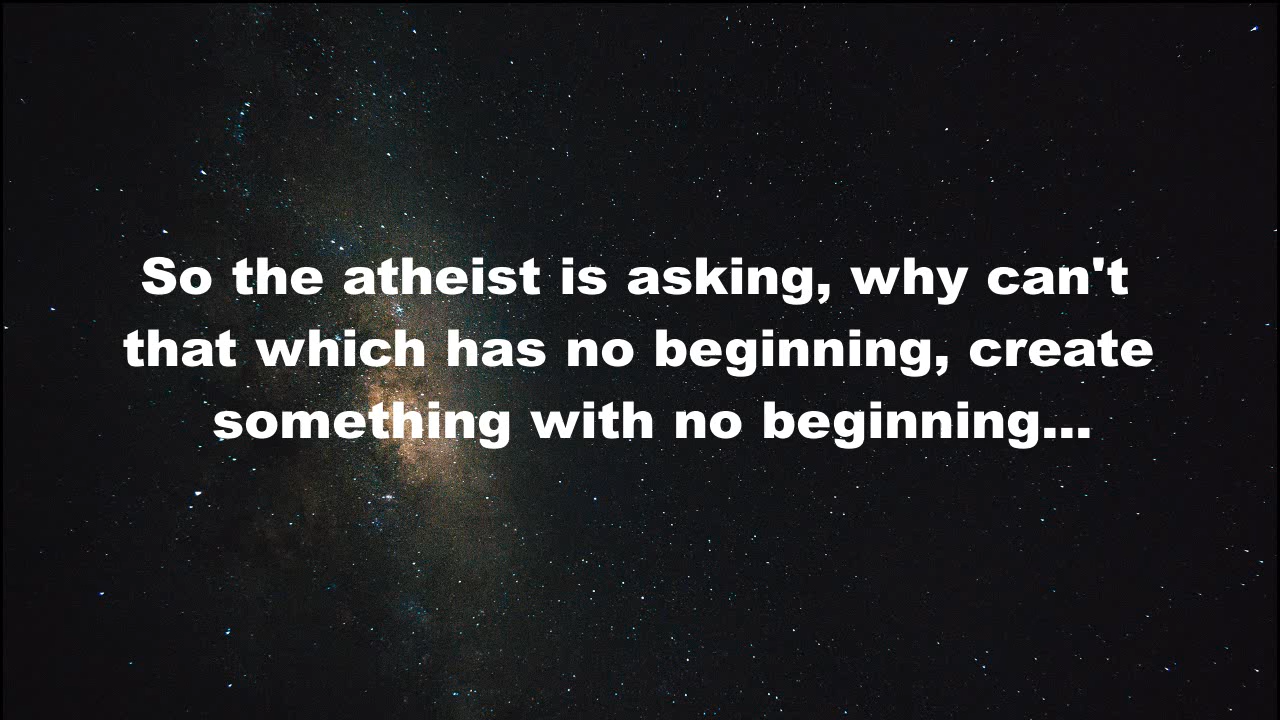 So the atheist is asking, why can't
that which has no beginning, create
something with no beginning...